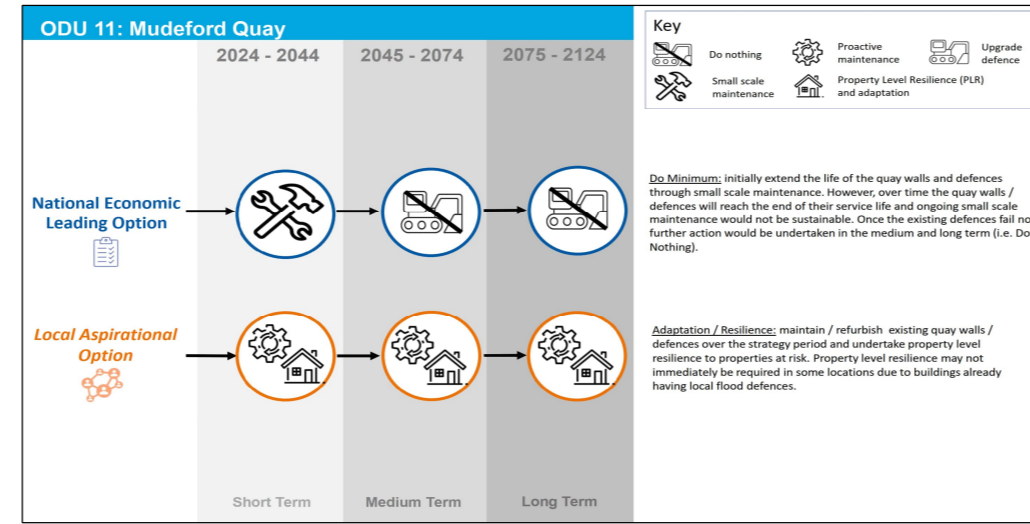 ODU 11: Mudeford Quay
2024 - 2044
2045 - 2074
2075 - 2124
Key
Do nothing
Proactive
maintenance
Upgrade
defence
Small scale
maintenance
Property Level Resilience (PLR)
and adaptation
National Economic
Leading Option
Do Minimum: initially extend the life of the quay walls and defences
through small scale maintenance. However, over time the quay walls /
defences will reach the end of their service life and ongoing small scale
maintenance would not be sustainable. Once the existing defences fail no
further action would be undertaken in the medium and long term (i.e. Do
Nothing).
Local Aspirational
Option
Adaptation / Resilience: maintain / refurbish existing quay walls /
defences over the strategy period and undertake property level
resilience to properties at risk. Property level resilience may not
immediately be required in some locations due to buildings already
having local flood defences.
Short Term
Medium Term
Long Term